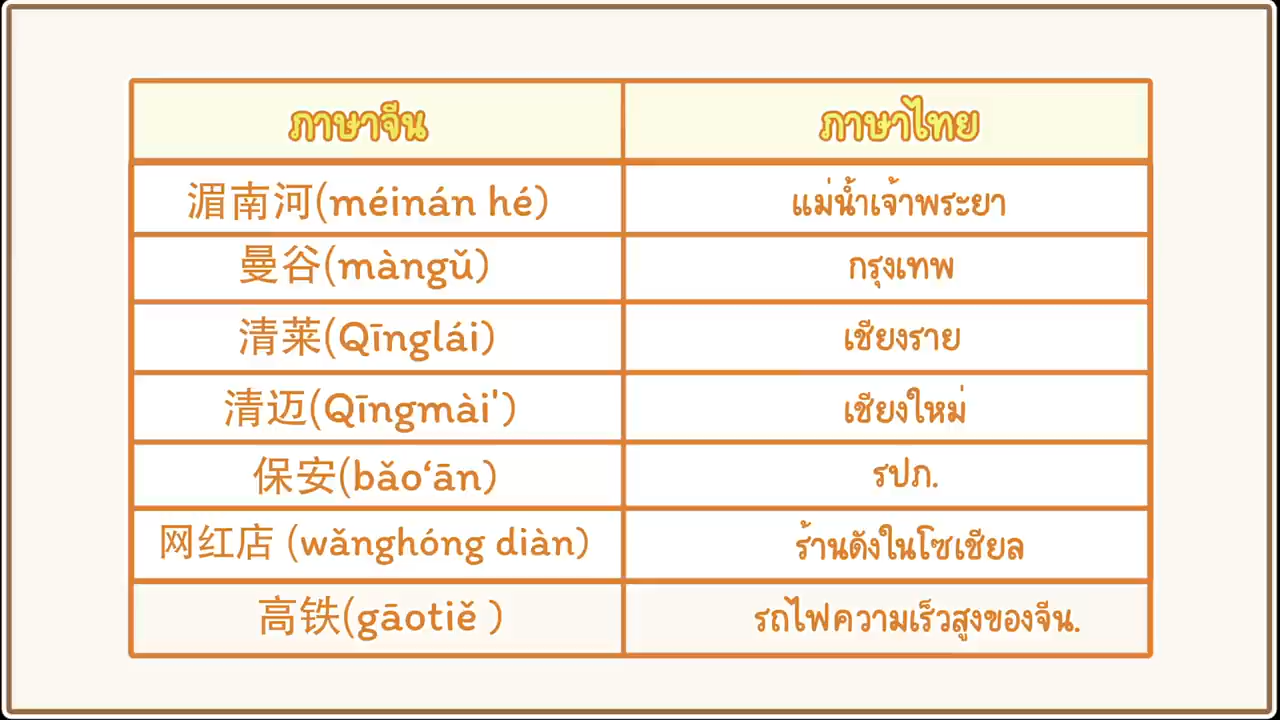 ภาษาจีน ภาษาไทย
湄南河(méinán hé) แม่น้ำเจ้าพระยา
曼谷(màngǔ) กรุงเทพ
清莱(Qīnglái) เชียงราย
清迈(Qīngmài') เชียงใหม่
保安(bǎo‘ān) รปภ.
网红店 (wǎnghóng diàn) ร้านดังในโซเชียล
高铁(gāotiě ) รถไฟความเร็วสูงของจีน.